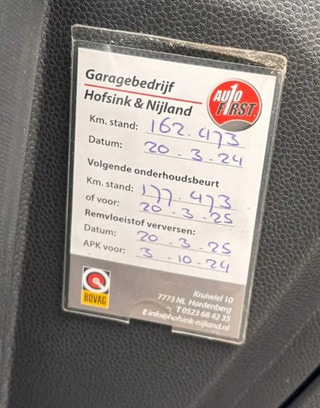 Garagebedrijf
Hofsink & Nijland
AUTO FIRST.
Km. stand: 162.473
Datum: 20.3.24
Volgende onderhoudsbeurt
Km. stand: 177.473
of voor: 20.3.25
Remvloeistof verversen:
Datum: 20.3.25
APK voor: 3.10.24
BOVAG
Kruiviel 10
7773 NL Hardenberg
T 0523 68 42 35
E info@hofsink-nijland.nl